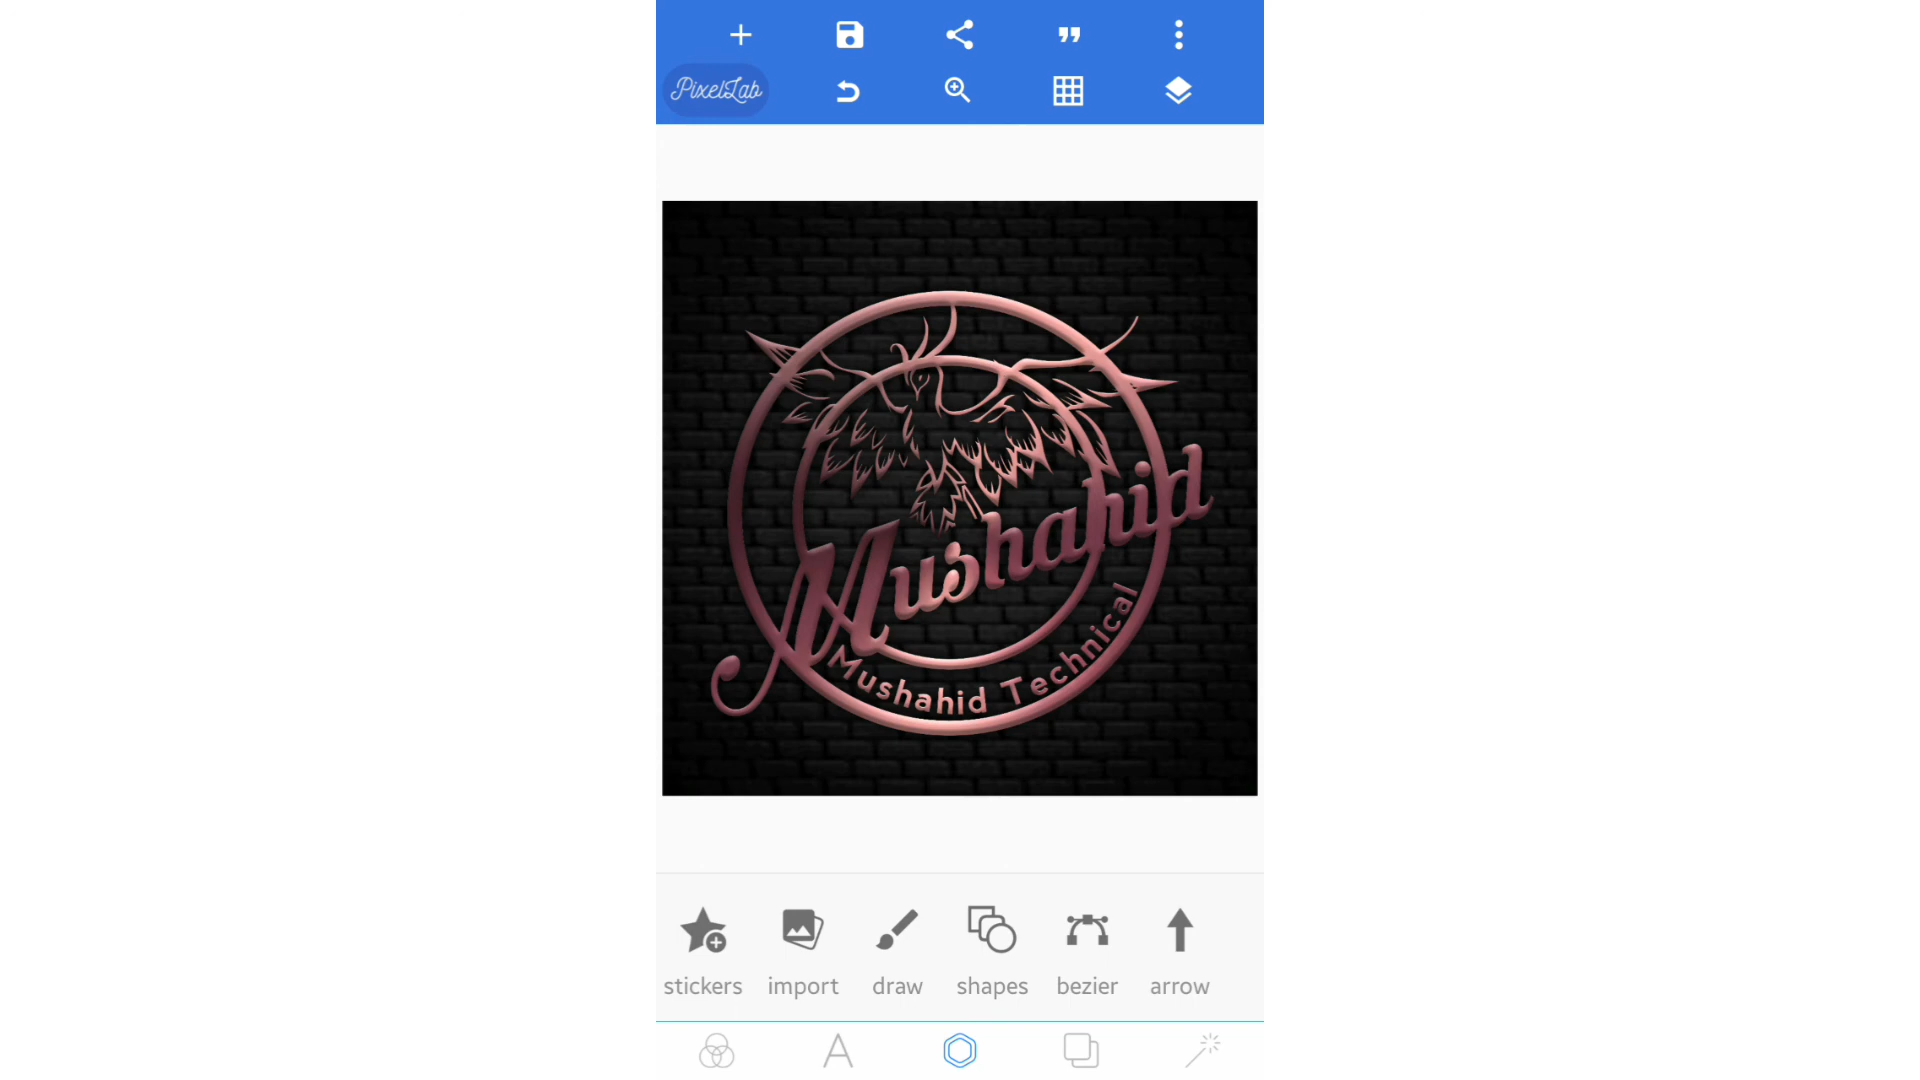 PixelLab
Mushahid
Mushahid Technical
stickers import draw shapes bezier arrow